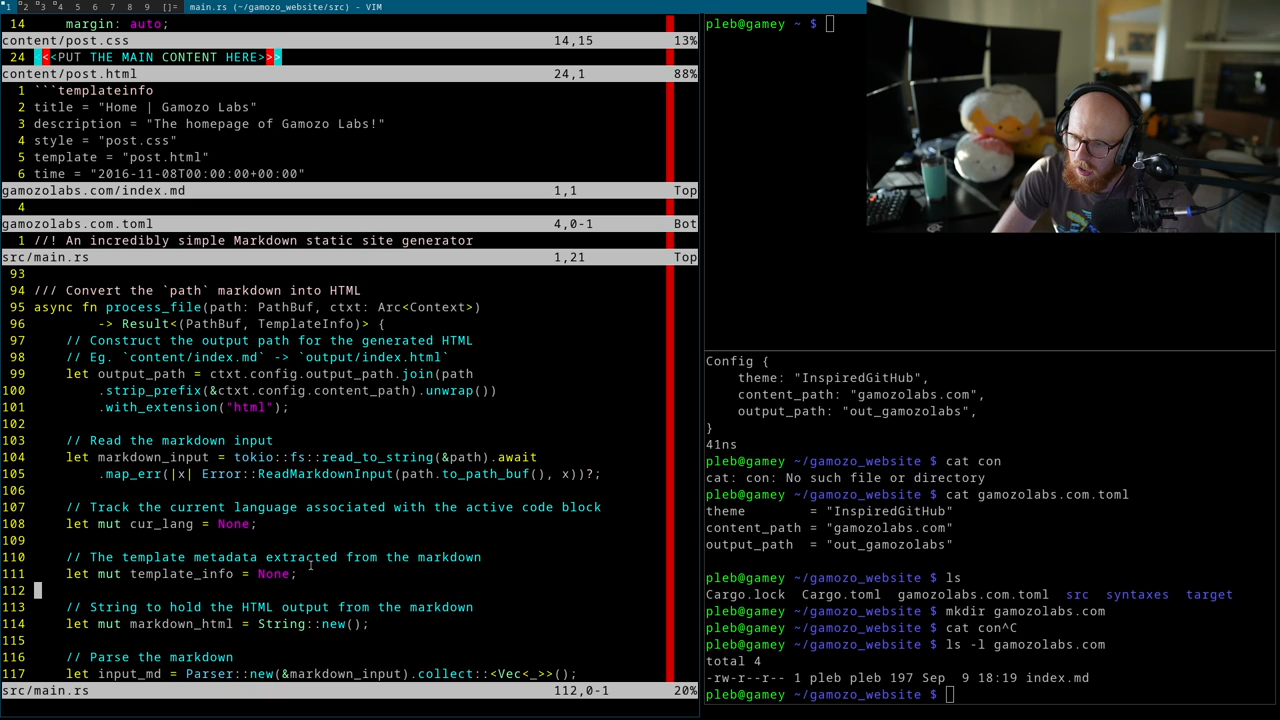 1 2 3 4 5 6 7 8 9 []= main.rs (~/gamozo_website/src) - VIM
14     margin: auto;
content/post.css 14,15 13%
24 <<<PUT THE MAIN CONTENT HERE>>>
content/post.html 24,1 88%
1 ```templateinfo
2 title = "Home | Gamozo Labs"
3 description = "The homepage of Gamozo Labs!"
4 style = "post.css"
5 template = "post.html"
6 time = "2016-11-08T00:00:00+00:00"
gamozolabs.com/index.md 1,1 Top
4
gamozolabs.com.toml 4,0-1 Bot
1 //! An incredibly simple Markdown static site generator
src/main.rs 1,21 Top
93
94 /// Convert the `path` markdown into HTML
95 async fn process_file(path: PathBuf, ctxt: Arc<Context>)
96         -> Result<(PathBuf, TemplateInfo)> {
97     // Construct the output path for the generated HTML
98     // Eg. `content/index.md` -> `output/index.html`
99     let output_path = ctxt.config.output_path.join(path
100         .strip_prefix(&ctxt.config.content_path).unwrap())
101         .with_extension("html");
102
103     // Read the markdown input
104     let markdown_input = tokio::fs::read_to_string(&path).await
105         .map_err(|x| Error::ReadMarkdownInput(path.to_path_buf(), x))?;
106
107     // Track the current language associated with the active code block
108     let mut cur_lang = None;
109
110     // The template metadata extracted from the markdown
111     let mut template_info = None;
112
113     // String to hold the HTML output from the markdown
114     let mut markdown_html = String::new();
115
116     // Parse the markdown
117     let input_md = Parser::new(&markdown_input).collect::<Vec<_>>();
src/main.rs 112,0-1 20%
pleb@gamey ~ $
Config {
    theme: "InspiredGitHub",
    content_path: "gamozolabs.com",
    output_path: "out_gamozolabs",
}
41ns
pleb@gamey ~/gamozo_website $ cat con
cat: con: No such file or directory
pleb@gamey ~/gamozo_website $ cat gamozolabs.com.toml
theme        = "InspiredGitHub"
content_path = "gamozolabs.com"
output_path  = "out_gamozolabs"
pleb@gamey ~/gamozo_website $ ls
Cargo.lock  Cargo.toml  gamozolabs.com.toml  src  syntaxes  target
pleb@gamey ~/gamozo_website $ mkdir gamozolabs.com
pleb@gamey ~/gamozo_website $ cat con^C
pleb@gamey ~/gamozo_website $ ls -l gamozolabs.com
total 4
-rw-r--r-- 1 pleb pleb 197 Sep  9 18:19 index.md
pleb@gamey ~/gamozo_website $